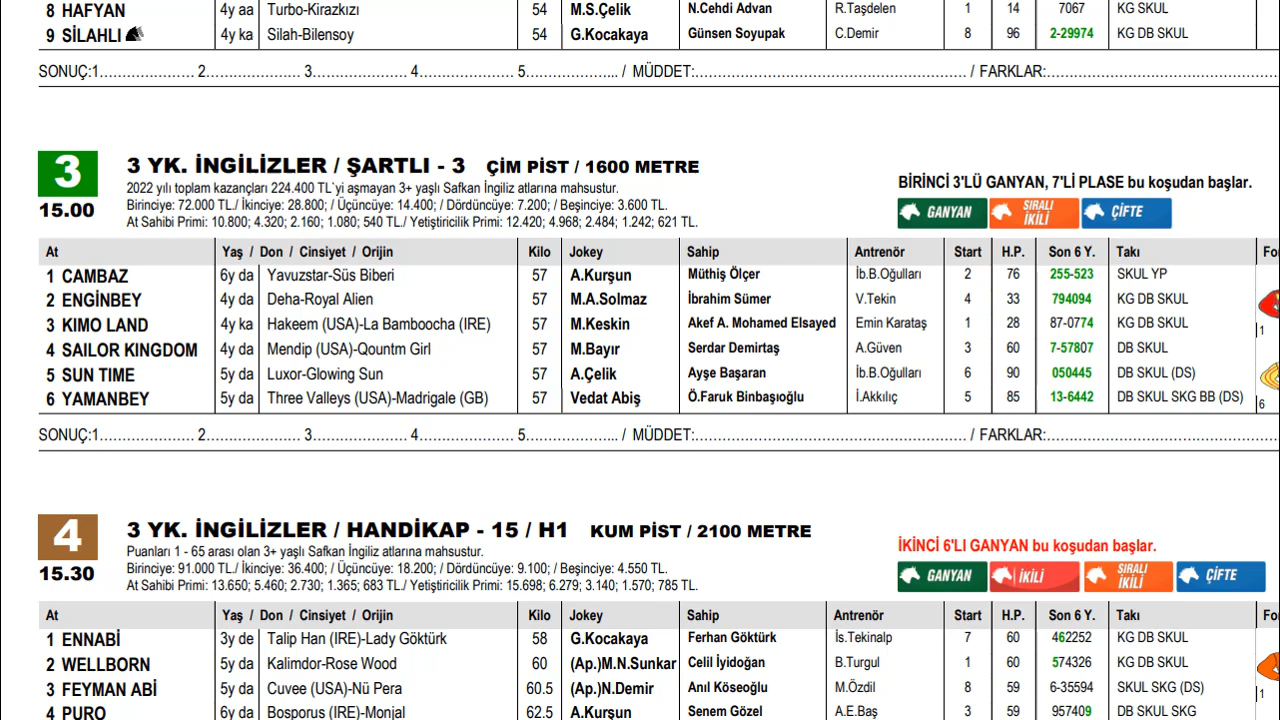 8 HAFYAN 4y aa Turbo-Kirazkızı 54 M.S.Çelik N.Cehdi Advan R.Taşdelen 1 14 7067 KG SKUL
9 SİLAHLI 4y ka Silah-Bilensoy 54 G.Kocakaya Günsen Soyupak C.Demir 8 96 2-29974 KG DB SKUL
SONUÇ:1...................... 2...................... 3...................... 4...................... 5...................... / MÜDDET:.............................................................. / FARKLAR:......................................................
3 3 YK. İNGİLİZLER / ŞARTLI - 3 ÇİM PİST / 1600 METRE
2022 yılı toplam kazançları 224.400 TL`yi aşmayan 3+ yaşlı Safkan İngiliz atlarına mahsustur.
BİRİNCİ 3'LÜ GANYAN, 7'Lİ PLASE bu koşudan başlar.
15.00 Birinciye: 72.000 TL./ İkinciye: 28.800; / Üçüncüye: 14.400; / Dördüncüye: 7.200; / Beşinciye: 3.600 TL.
At Sahibi Primi: 10.800; 4.320; 2.160; 1.080; 540 TL./ Yetiştiricilik Primi: 12.420; 4.968; 2.484; 1.242; 621 TL.
GANYAN SIRALI İKİLİ ÇİFTE
At Yaş / Don / Cinsiyet / Orijin Kilo Jokey Sahip Antrenör Start H.P. Son 6 Y. Takı Fo
1 CAMBAZ 6y da Yavuzstar-Süs Biberi 57 A.Kurşun Müthiş Ölçer İb.B.Oğulları 2 76 255-523 SKUL YP
2 ENGİNBEY 4y da Deha-Royal Alien 57 M.A.Solmaz İbrahim Sümer V.Tekin 4 33 794094 KG DB SKUL
3 KIMO LAND 4y ka Hakeem (USA)-La Bamboocha (IRE) 57 M.Keskin Akef A. Mohamed Elsayed Emin Karataş 1 28 87-0774 KG DB SKUL 1
4 SAILOR KINGDOM 4y da Mendip (USA)-Qountm Girl 57 M.Bayır Serdar Demirtaş A.Güven 3 60 7-57807 DB SKUL
5 SUN TIME 5y da Luxor-Glowing Sun 57 A.Çelik Ayşe Başaran İb.B.Oğulları 6 90 050445 DB SKUL (DS)
6 YAMANBEY 5y da Three Valleys (USA)-Madrigale (GB) 57 Vedat Abiş Ö.Faruk Binbaşıoğlu İ.Akkılıç 5 85 13-6442 DB SKUL SKG BB (DS) 6
SONUÇ:1...................... 2...................... 3...................... 4...................... 5...................... / MÜDDET:.............................................................. / FARKLAR:......................................................
4 3 YK. İNGİLİZLER / HANDİKAP - 15 / H1 KUM PİST / 2100 METRE
Puanları 1 - 65 arası olan 3+ yaşlı Safkan İngiliz atlarına mahsustur.
İKİNCİ 6'LI GANYAN bu koşudan başlar.
15.30 Birinciye: 91.000 TL./ İkinciye: 36.400; / Üçüncüye: 18.200; / Dördüncüye: 9.100; / Beşinciye: 4.550 TL.
At Sahibi Primi: 13.650; 5.460; 2.730; 1.365; 683 TL./ Yetiştiricilik Primi: 15.698; 6.279; 3.140; 1.570; 785 TL.
GANYAN İKİLİ SIRALI İKİLİ ÇİFTE
At Yaş / Don / Cinsiyet / Orijin Kilo Jokey Sahip Antrenör Start H.P. Son 6 Y. Takı Fo
1 ENNABİ 3y de Talip Han (IRE)-Lady Göktürk 58 G.Kocakaya Ferhan Göktürk İs.Tekinalp 7 60 462252 KG DB SKUL
2 WELLBORN 5y da Kalimdor-Rose Wood 60 (Ap.)M.N.Sunkar Celil İyidoğan B.Turgul 1 60 574326 KG DB SKUL
3 FEYMAN ABİ 5y da Cuvee (USA)-Nü Pera 60.5 (Ap.)N.Demir Anıl Köseoğlu M.Özdil 8 59 6-35594 SKUL SKG (DS) 1
4 PURO 6y da Bosporus (IRE)-Monjal 62.5 A.Kurşun Senem Gözel A.E.Baş 3 59 957409 DB SKUL SKG